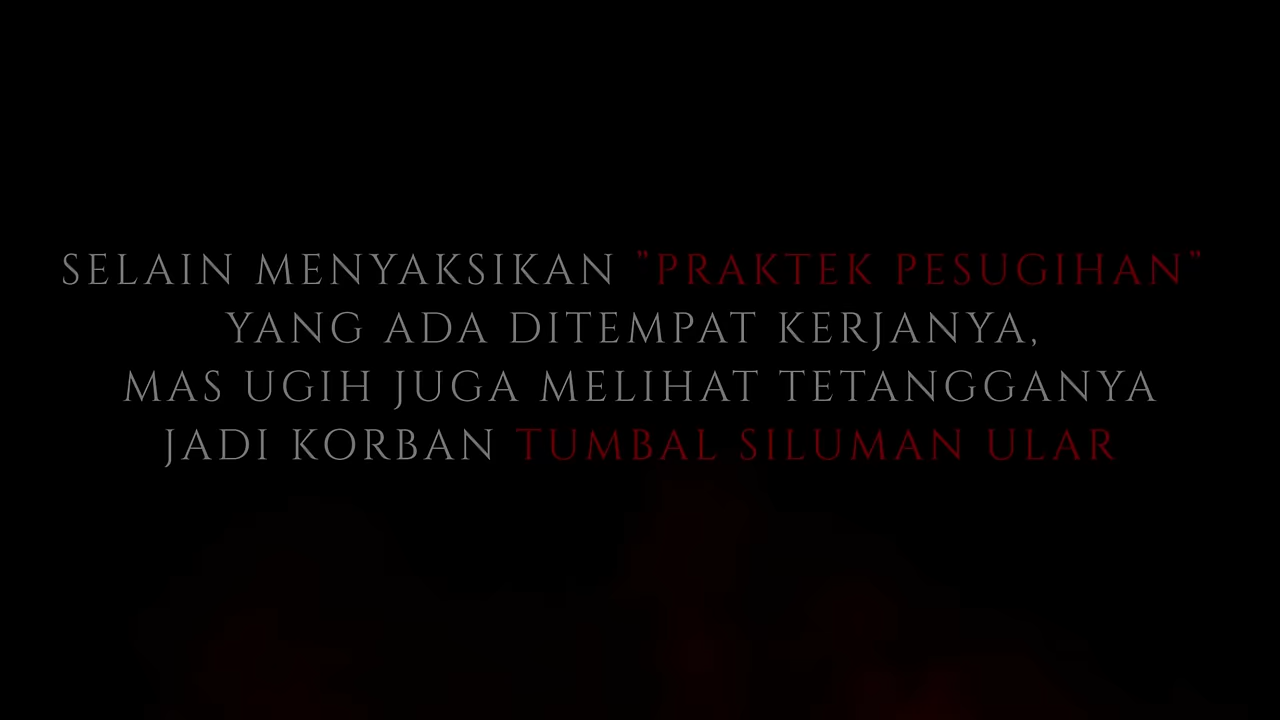 SELAIN MENYAKSIKAN "PRAKTEK PESUGIHAN"
YANG ADA DITEMPAT KERJANYA,
MAS UGIH JUGA MELIHAT TETANGGANYA
JADI KORBAN TUMBAL SILUMAN ULAR